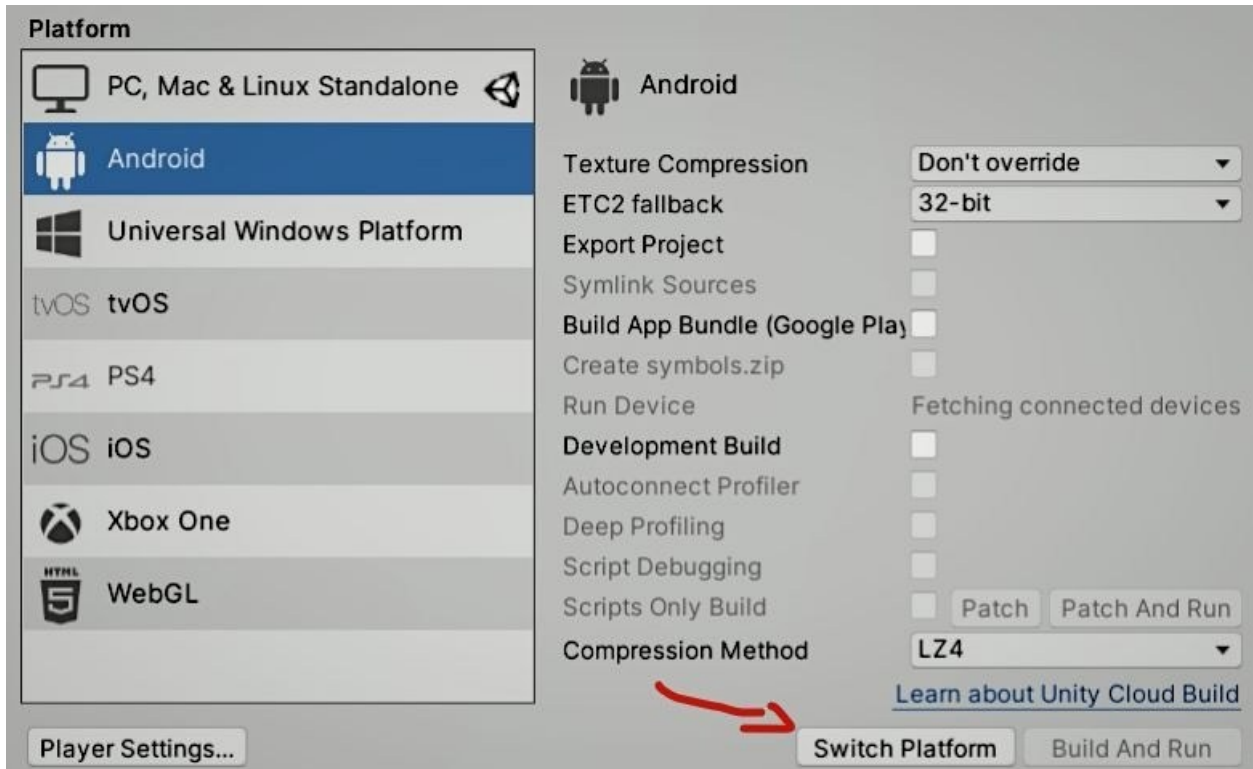 Platform
PC, Mac & Linux Standalone
Android
Universal Windows Platform
tvOS tvOS
PS4 PS4
iOS iOS
Xbox One
HTML
5 WebGL
Player Settings...
Android
Texture Compression Don't override
ETC2 fallback 32-bit
Export Project
Symlink Sources
Build App Bundle (Google Play
Create symbols.zip
Run Device Fetching connected devices
Development Build
Autoconnect Profiler
Deep Profiling
Script Debugging
Scripts Only Build Patch Patch And Run
Compression Method LZ4
Learn about Unity Cloud Build
Switch Platform Build And Run